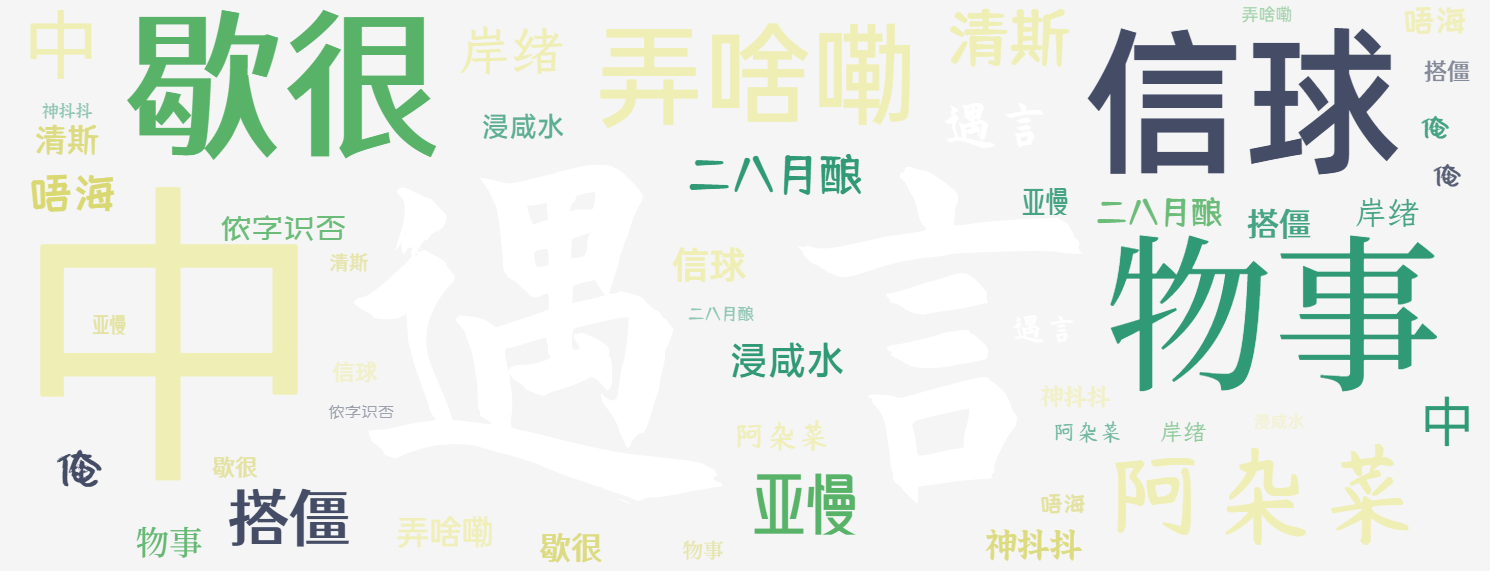 中
歇很
岸绪
弄啥嘞
清斯
信球
弄啥嘞
唔海
搭僵
神抖抖
清斯
浸咸水
遇言
俺
唔海
二八月酿
亚慢
俺
侬字识否
二八月酿
搭僵
岸绪
中
清斯
遇言
信球
物事
亚慢
二八月酿
遇言
信球
浸咸水
侬字识否
神抖抖
中
阿杂菜
阿杂菜
岸绪
浸咸水
俺
歇很
搭僵
亚慢
阿杂菜
唔海
物事
弄啥嘞
歇很
物事
神抖抖